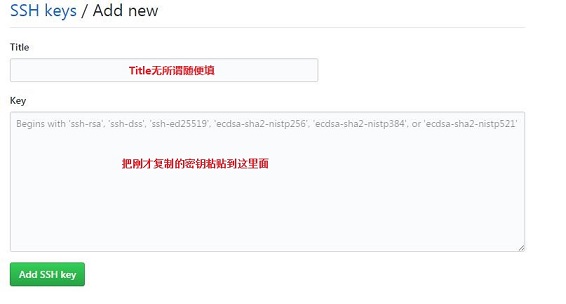 SSH keys / Add new
Title
Title无所谓随便填
Key
Begins with 'ssh-rsa', 'ssh-dss', 'ssh-ed25519', 'ecdsa-sha2-nistp256', 'ecdsa-sha2-nistp384', or 'ecdsa-sha2-nistp521'
把刚才复制的密钥粘贴到这里面
Add SSH key